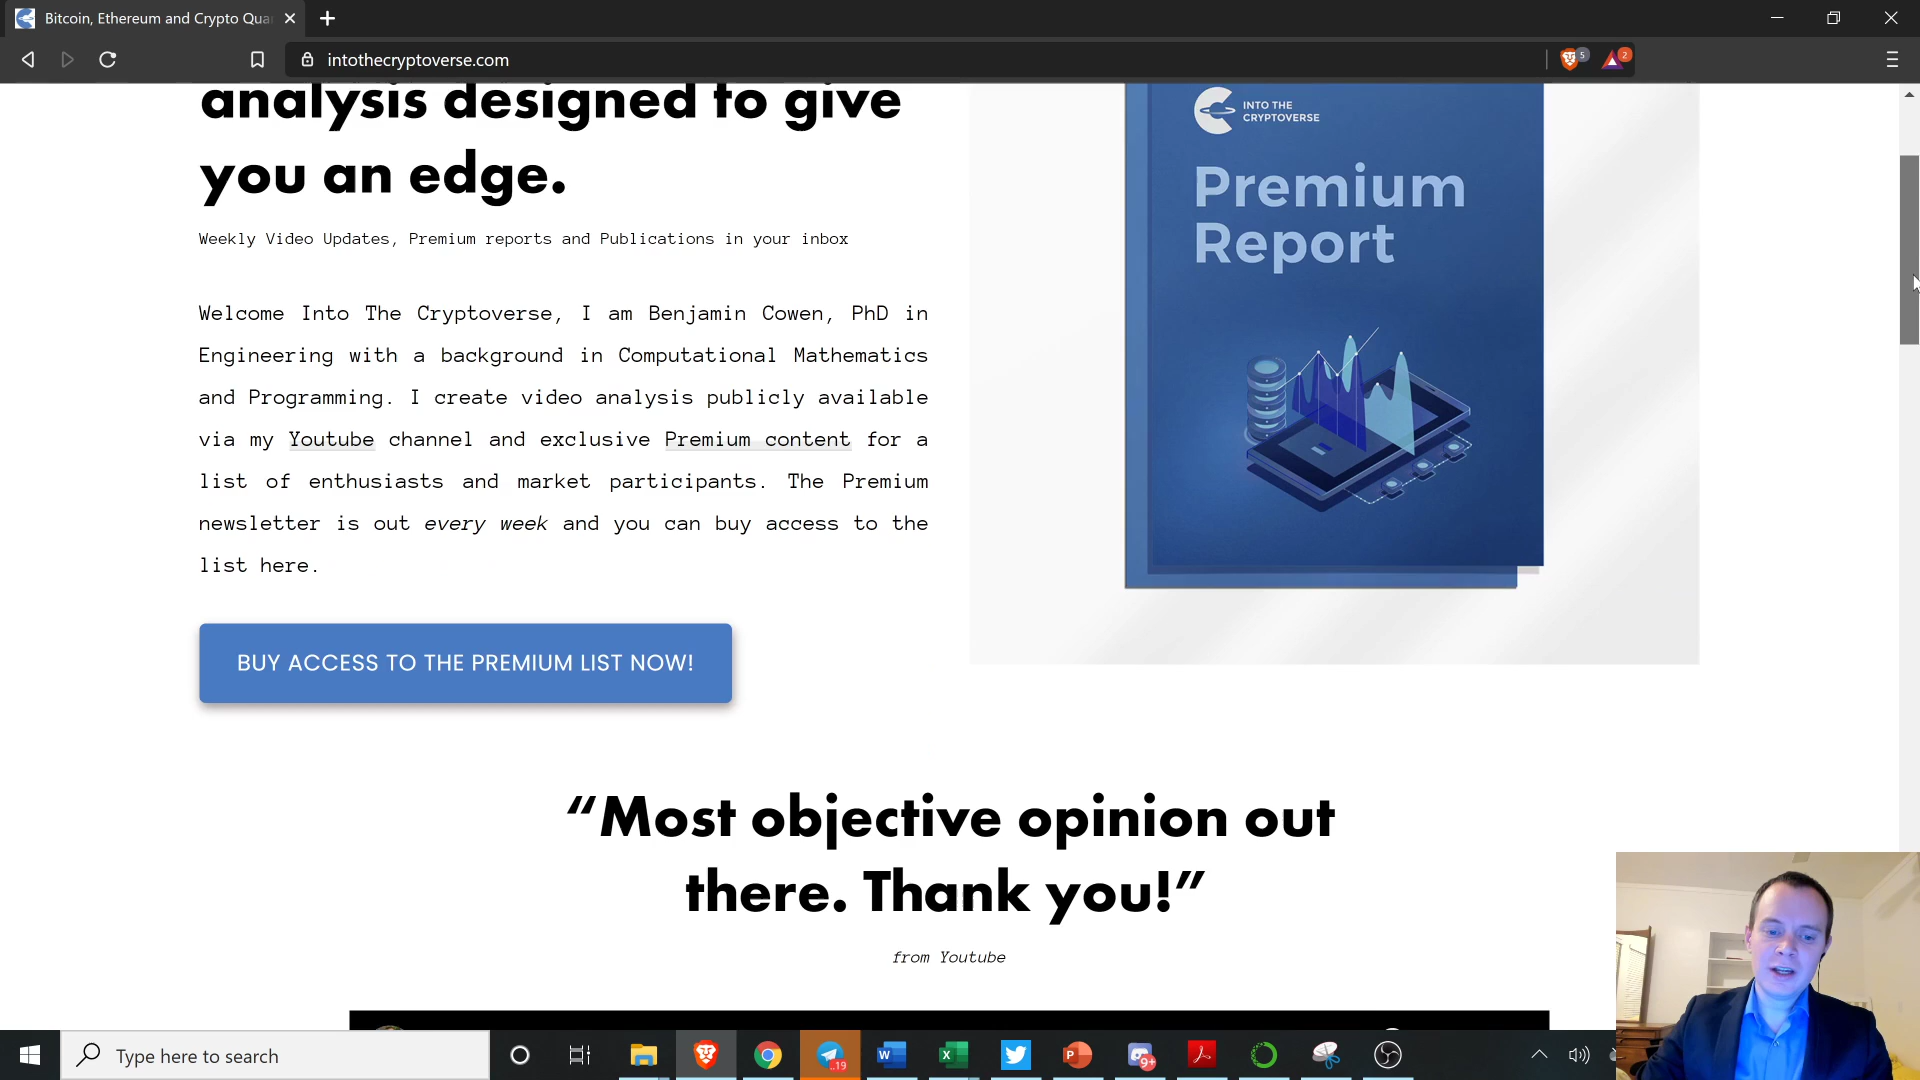 Bitcoin, Ethereum and Crypto Qua
intothecryptoverse.com
5
2
analysis designed to give
you an edge.
Weekly Video Updates, Premium reports and Publications in your inbox
Welcome Into The Cryptoverse, I am Benjamin Cowen, PhD in
Engineering with a background in Computational Mathematics
and Programming. I create video analysis publicly available
via my Youtube channel and exclusive Premium content for a
list of enthusiasts and market participants. The Premium
newsletter is out every week and you can buy access to the
list here.
BUY ACCESS TO THE PREMIUM LIST NOW!
INTO THE
CRYPTOVERSE
Premium
Report
“Most objective opinion out
there. Thank you!”
from Youtube
Type here to search
..19
W
X
P
9+